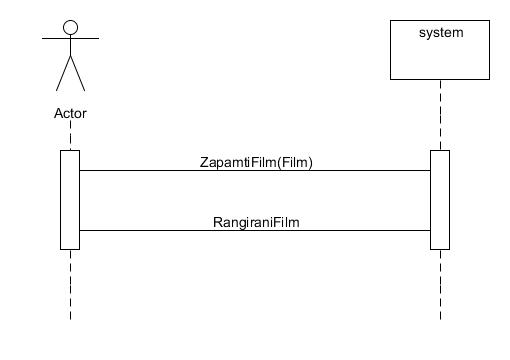 system
Actor
ZapamtiFilm(Film)
RangiraniFilm